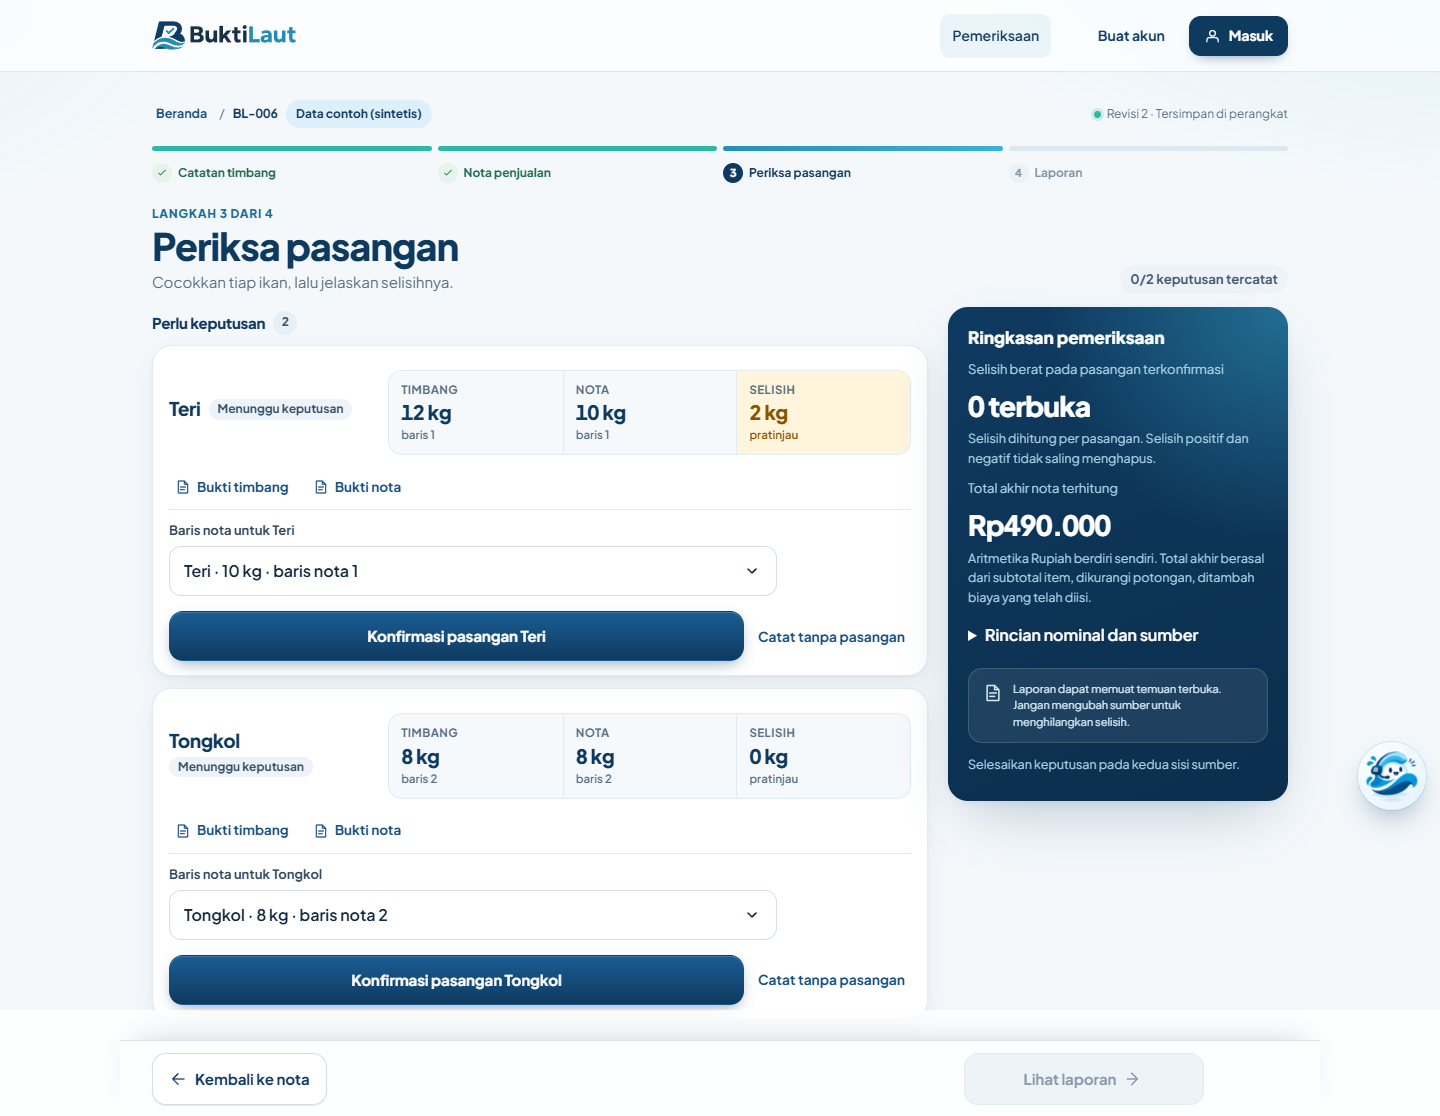 BuktiLaut
Pemeriksaan
Buat akun
Masuk
Beranda / BL-006 Data contoh (sintetis)
Revisi 2 · Tersimpan di perangkat
Catatan timbang
Nota penjualan
3 Periksa pasangan
4 Laporan
LANGKAH 3 DARI 4
Periksa pasangan
Cocokkan tiap ikan, lalu jelaskan selisihnya.
0/2 keputusan tercatat
Perlu keputusan 2
Teri Menunggu keputusan
TIMBANG
12 kg
baris 1
NOTA
10 kg
baris 1
SELISIH
2 kg
pratinjau
Bukti timbang
Bukti nota
Baris nota untuk Teri
Teri · 10 kg · baris nota 1
Konfirmasi pasangan Teri
Catat tanpa pasangan
Tongkol
Menunggu keputusan
TIMBANG
8 kg
baris 2
NOTA
8 kg
baris 2
SELISIH
0 kg
pratinjau
Bukti timbang
Bukti nota
Baris nota untuk Tongkol
Tongkol · 8 kg · baris nota 2
Konfirmasi pasangan Tongkol
Catat tanpa pasangan
Ringkasan pemeriksaan
Selisih berat pada pasangan terkonfirmasi
0 terbuka
Selisih dihitung per pasangan. Selisih positif dan
negatif tidak saling menghapus.
Total akhir nota terhitung
Rp490.000
Aritmetika Rupiah berdiri sendiri. Total akhir berasal
dari subtotal item, dikurangi potongan, ditambah
biaya yang telah diisi.
Rincian nominal dan sumber
Laporan dapat memuat temuan terbuka.
Jangan mengubah sumber untuk
menghilangkan selisih.
Selesaikan keputusan pada kedua sisi sumber.
Kembali ke nota
Lihat laporan